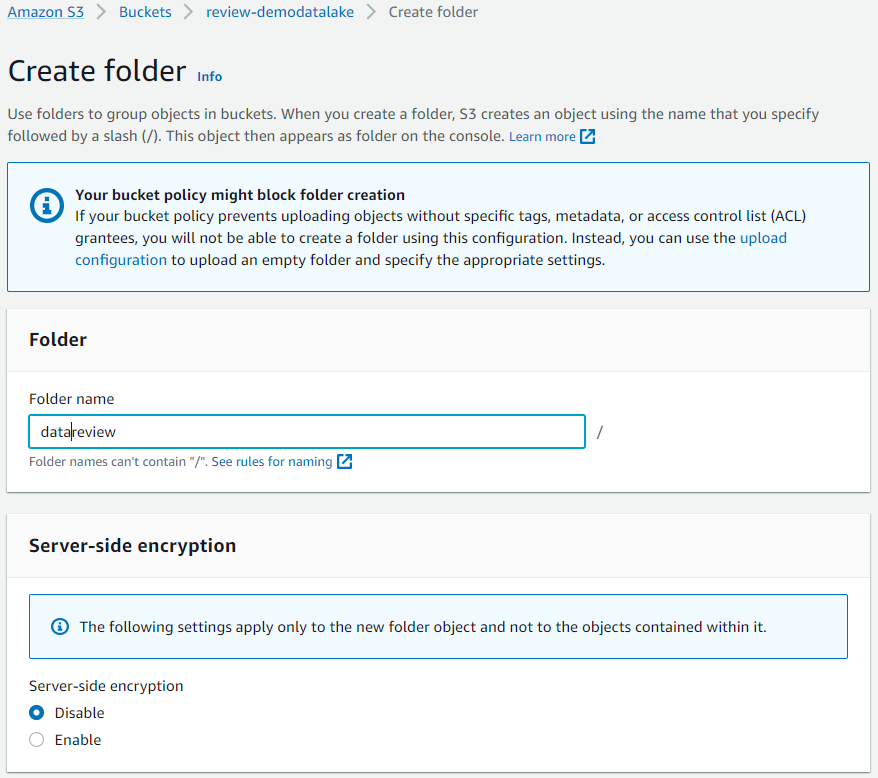 Amazon S3 > Buckets > review-demodatalake > Create folder
Create folder Info
Use folders to group objects in buckets. When you create a folder, S3 creates an object using the name that you specify
followed by a slash (/). This object then appears as folder on the console. Learn more
Your bucket policy might block folder creation
If your bucket policy prevents uploading objects without specific tags, metadata, or access control list (ACL)
grantees, you will not be able to create a folder using this configuration. Instead, you can use the upload
configuration to upload an empty folder and specify the appropriate settings.
Folder
Folder name
datareview /
Folder names can't contain "/". See rules for naming
Server-side encryption
The following settings apply only to the new folder object and not to the objects contained within it.
Server-side encryption
Disable
Enable